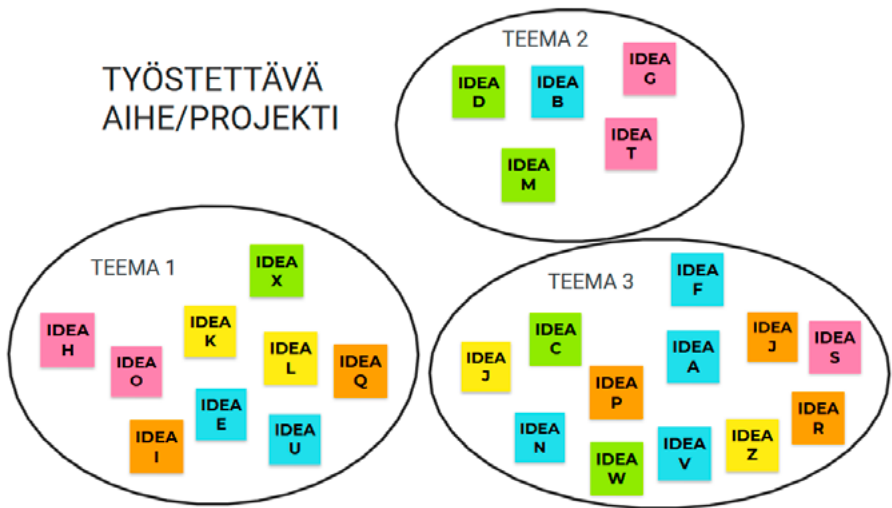 TYÖSTETTÄVÄ
AIHE/PROJEKTI
TEEMA 2
IDEA
D
IDEA
B
IDEA
G
IDEA
T
IDEA
M
TEEMA 1
IDEA
X
IDEA
H
IDEA
O
IDEA
K
IDEA
L
IDEA
Q
IDEA
E
IDEA
I
IDEA
U
TEEMA 3
IDEA
F
IDEA
C
IDEA
J
IDEA
S
IDEA
J
IDEA
A
IDEA
P
IDEA
R
IDEA
N
IDEA
V
IDEA
Z
IDEA
W